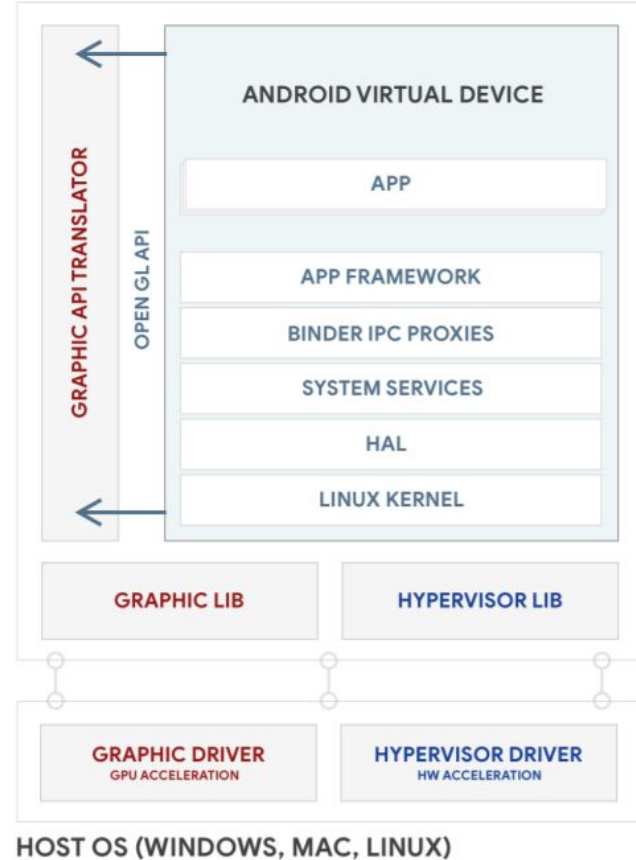 GRAPHIC API TRANSLATOR
OPEN GL API
ANDROID VIRTUAL DEVICE
APP
APP FRAMEWORK
BINDER IPC PROXIES
SYSTEM SERVICES
HAL
LINUX KERNEL
GRAPHIC LIB
HYPERVISOR LIB
GRAPHIC DRIVER
GPU ACCELERATION
HYPERVISOR DRIVER
HW ACCELERATION
HOST OS (WINDOWS, MAC, LINUX)